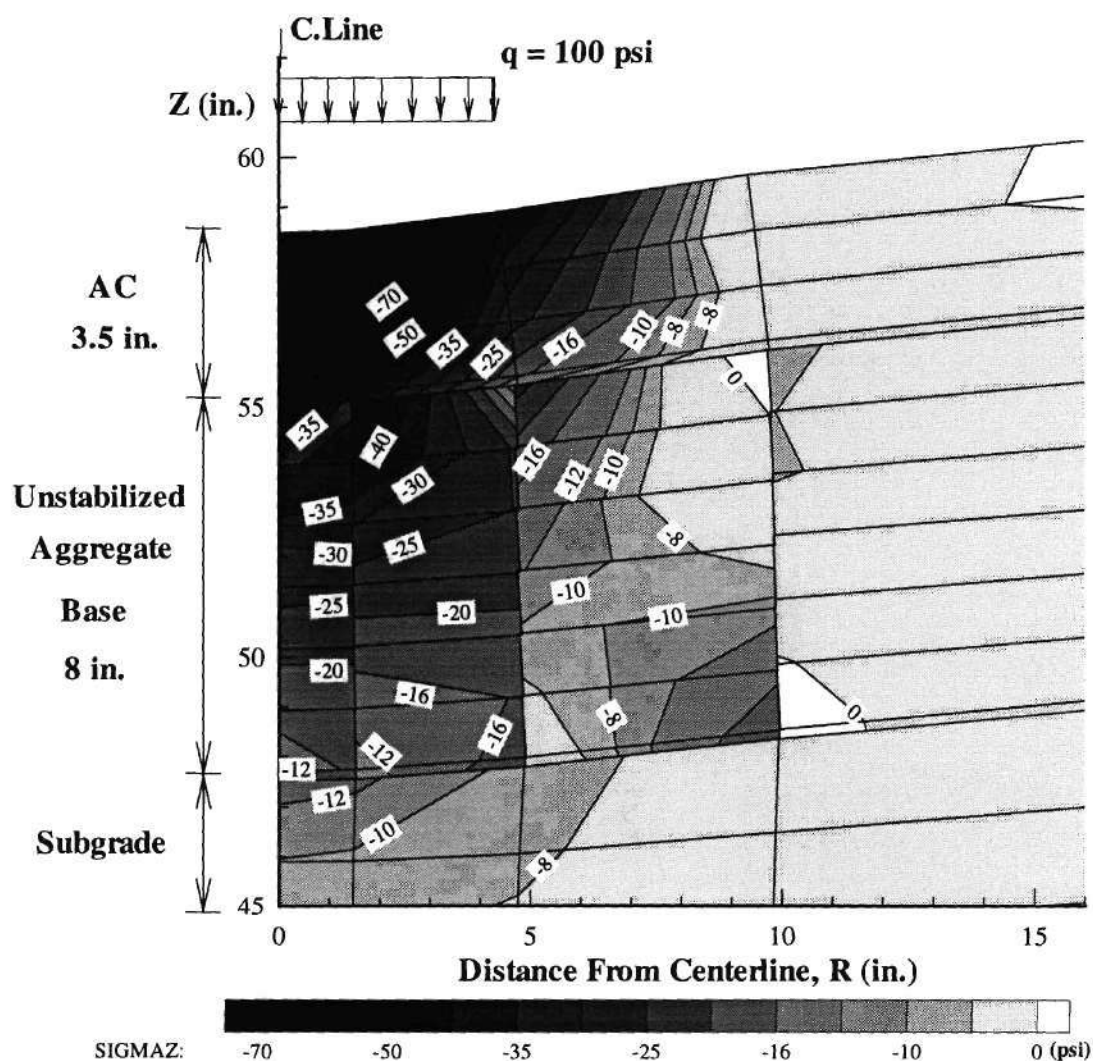 C.Line
q = 100 psi
Z (in.)
60
AC
3.5 in.
-70
-50
-35
-25
-16
-10
-8
-8
0
55
-35
-40
-16
-12
-10
-30
-35
-25
-8
Unstabilized
Aggregate
Base
8 in.
-30
-25
-20
-10
-10
50
-20
-16
-16
-8
0
-12
-12
-12
Subgrade
-10
-8
45
0 5 10 15
Distance From Centerline, R (in.)
SIGMAZ: -70 -50 -35 -25 -16 -10 0 (psi)